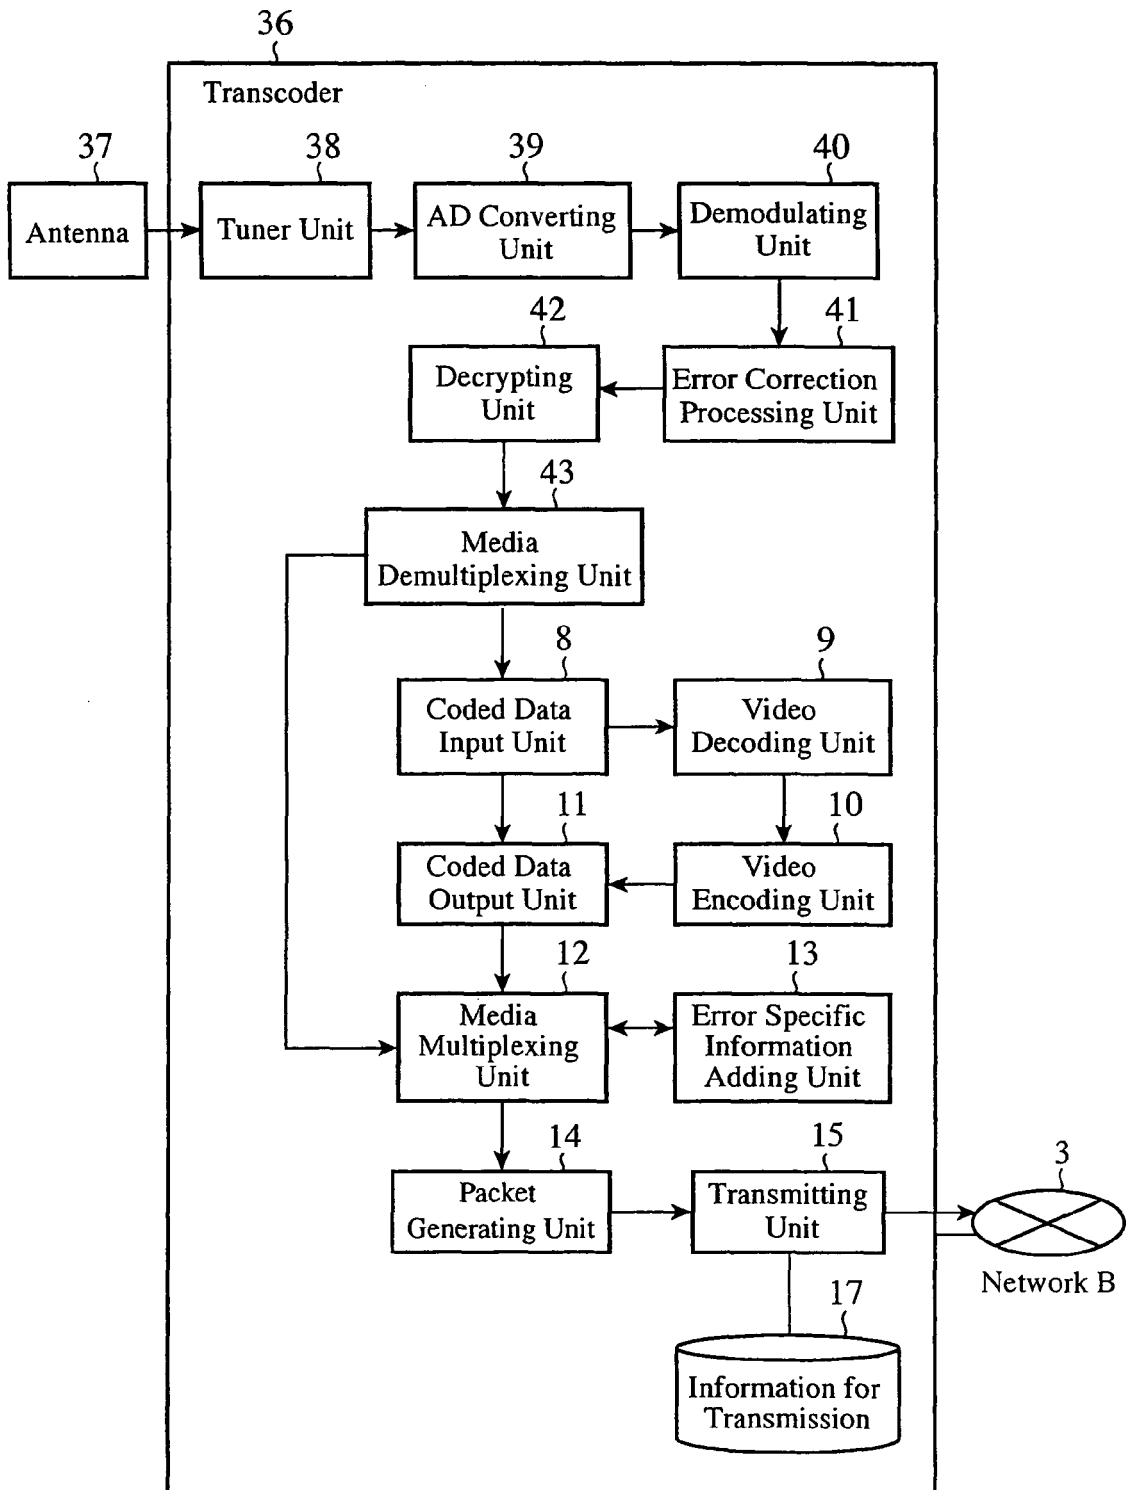 36
Transcoder
37
38
39
40
Antenna
Tuner Unit
AD Converting
Unit
Demodulating
Unit
42
41
Decrypting
Unit
Error Correction
Processing Unit
43
Media
Demultiplexing Unit
8
9
Coded Data
Input Unit
Video
Decoding Unit
11
10
Coded Data
Output Unit
Video
Encoding Unit
12
13
Media
Multiplexing
Unit
Error Specific
Information
Adding Unit
14
15
3
Packet
Generating Unit
Transmitting
Unit
Network B
17
Information for
Transmission